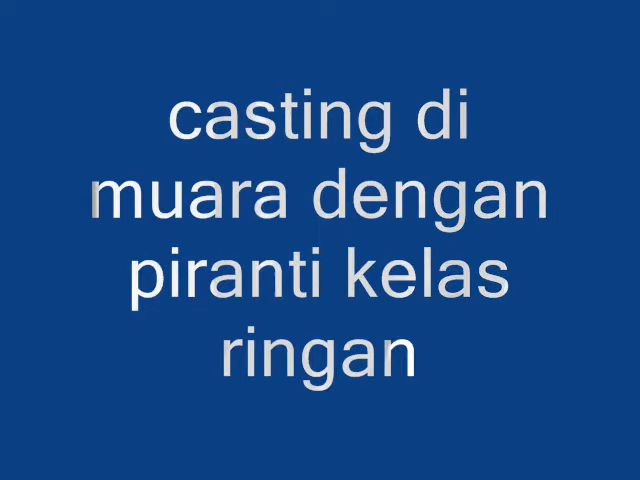 casting di
muara dengan
piranti kelas
ringan